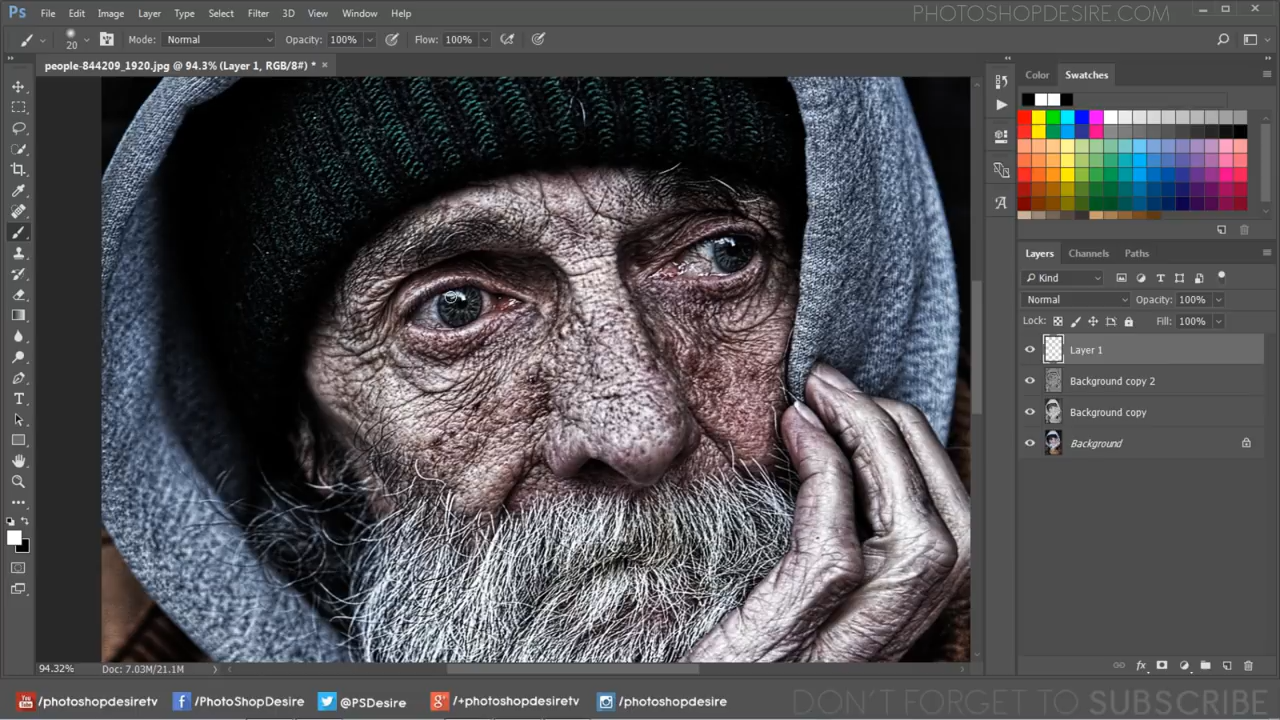 Ps File Edit Image Layer Type Select Filter 3D View Window Help
PHOTOSHOPDESIRE.COM
20 Mode: Normal Opacity: 100% Flow: 100%
people-844209_1920.jpg @ 94.3% (Layer 1, RGB/8#) * ×
Color Swatches
Layers Channels Paths
Kind
Normal Opacity: 100%
Lock: Fill: 100%
Layer 1
Background copy 2
Background copy
Background
94.32% Doc: 7.03M/21.1M
You Tube /photoshopdesiretv /PhotoShopDesire @PSDesire /+photoshopdesiretv /photoshopdesire
DON'T FORGET TO SUBSCRIBE